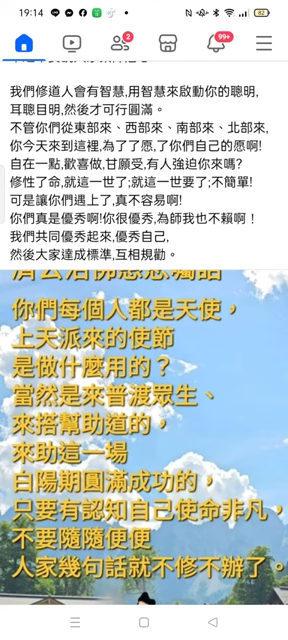 19:14
82
2
99+
我們修道人會有智慧,用智慧來啟動你的聰明,
耳聰目明,然後才可行圓滿。
不管你們從東部來、西部來、南部來、北部來,
你今天來到這裡,為了了愿,了你們自己的愿啊!
自在一點,歡喜做,甘願受,有人強迫你來嗎?
修性了命,就這一世了;就這一世要了;不簡單!
可是讓你們遇上了,真不容易啊!
你們真是優秀啊!你很優秀,為師我也不賴啊！
我們共同優秀起來,優秀自己,
然後大家達成標準,互相規勸。
濟公活佛慈悲囑語
你們每個人都是天使，
上天派來的使節
是做什麼用的？
當然是來普渡眾生、
來搭幫助道的，
來助這一場
白陽期圓滿成功的，
只要有認知自己使命非凡，
不要隨隨便便
人家幾句話就不修不辦了。